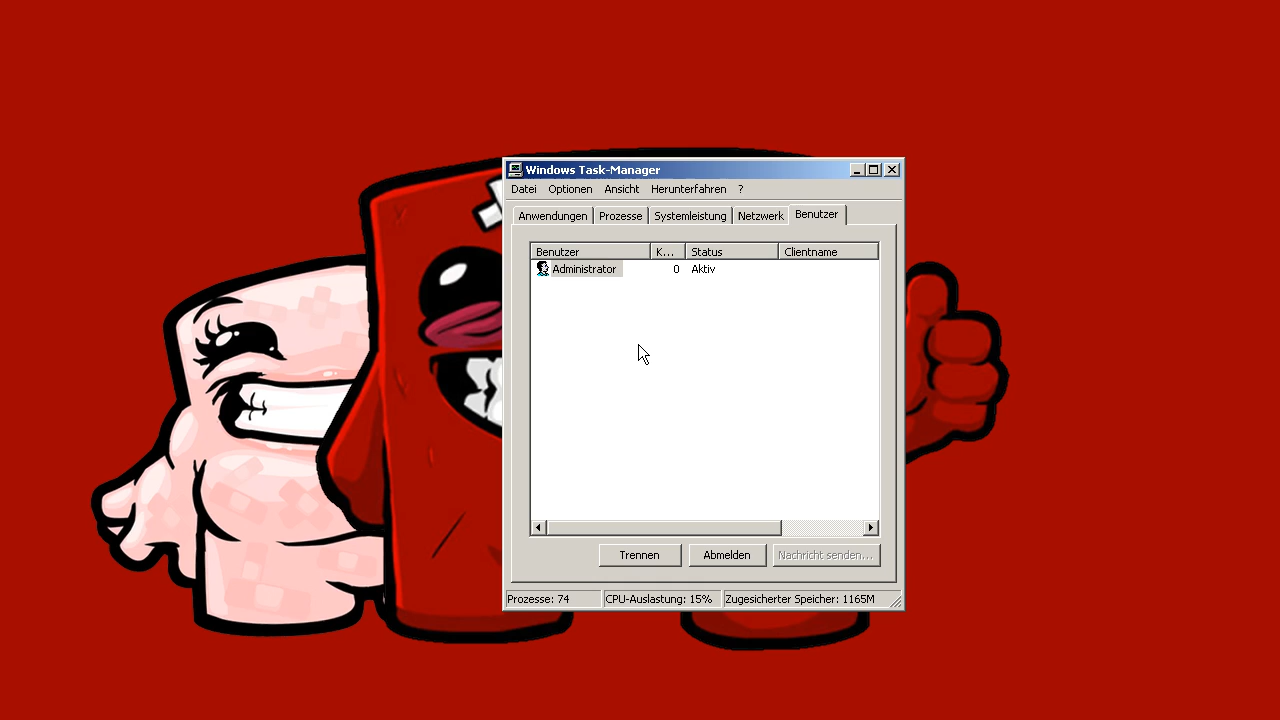 Windows Task-Manager
Datei Optionen Ansicht Herunterfahren ?
Anwendungen Prozesse Systemleistung Netzwerk Benutzer
Benutzer K... Status Clientname
Administrator 0 Aktiv
Trennen Abmelden Nachricht senden...
Prozesse: 74 CPU-Auslastung: 15% Zugesicherter Speicher: 1165M